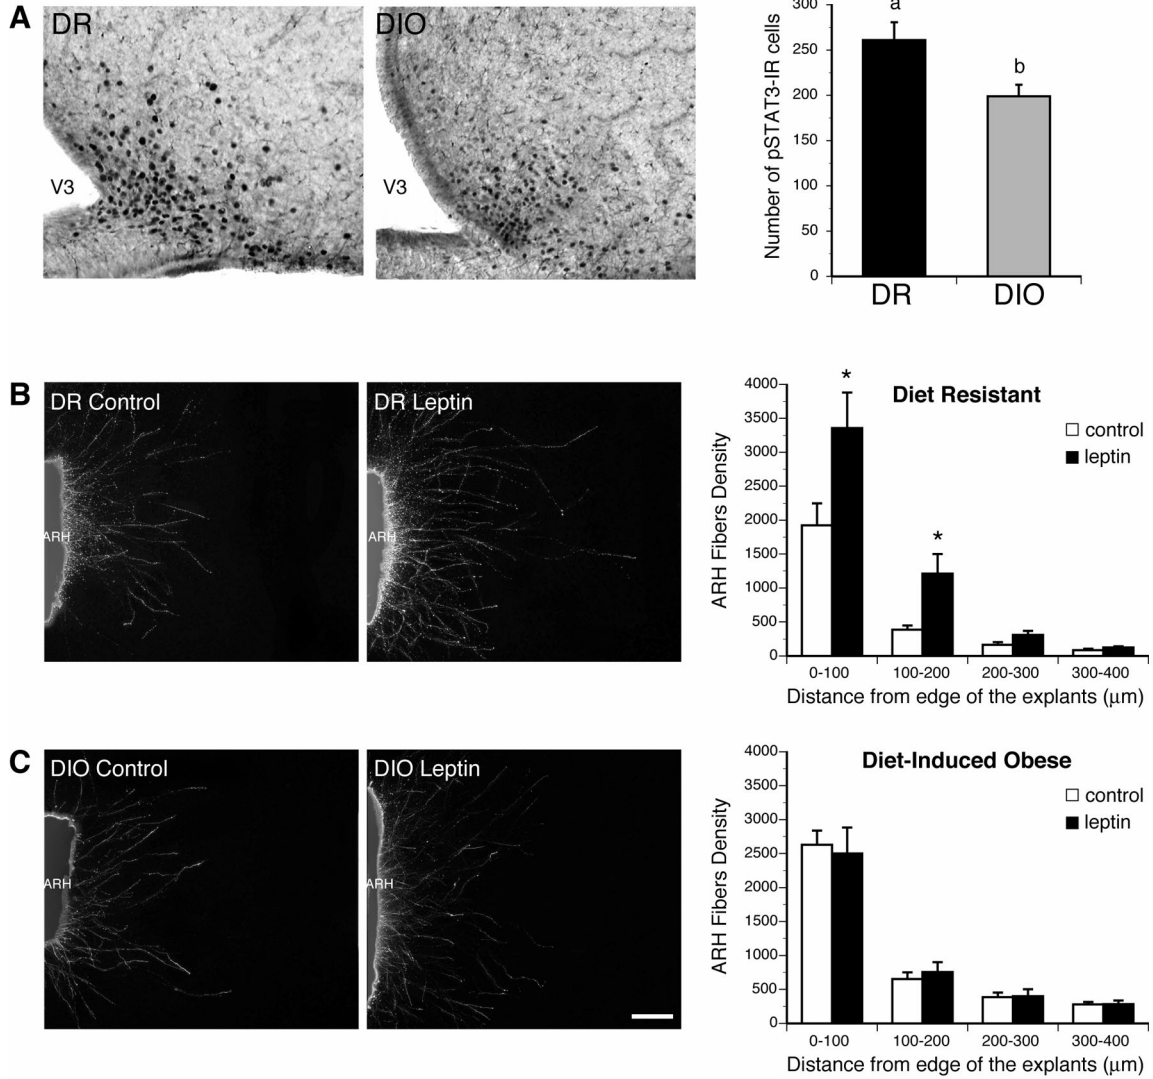 A
DR
V3
DIO
V3
Number of pSTAT3-IR cells
300
250
200
150
100
50
0
a
b
DR
DIO
B
DR Control
ARH
DR Leptin
ARH
Diet Resistant
control
leptin
ARH Fibers Density
4000
3500
3000
2500
2000
1500
1000
500
0
*
*
0-100
100-200
200-300
300-400
Distance from edge of the explants (μm)
C
DIO Control
ARH
DIO Leptin
ARH
Diet-Induced Obese
control
leptin
ARH Fibers Density
4000
3500
3000
2500
2000
1500
1000
500
0
0-100
100-200
200-300
300-400
Distance from edge of the explants (μm)